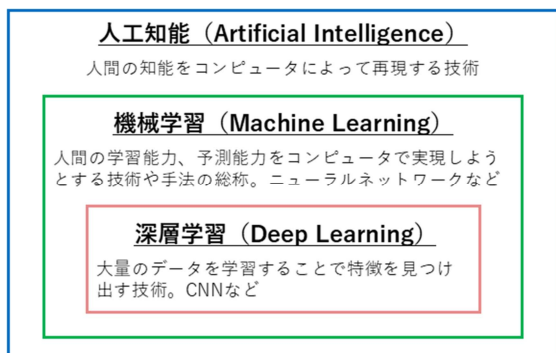 人工知能（Artificial Intelligence）
人間の知能をコンピュータによって再現する技術
機械学習（Machine Learning）
人間の学習能力、予測能力をコンピュータで実現しよう
とする技術や手法の総称。ニューラルネットワークなど
深層学習（Deep Learning）
大量のデータを学習することで特徴を見つけ
出す技術。CNNなど